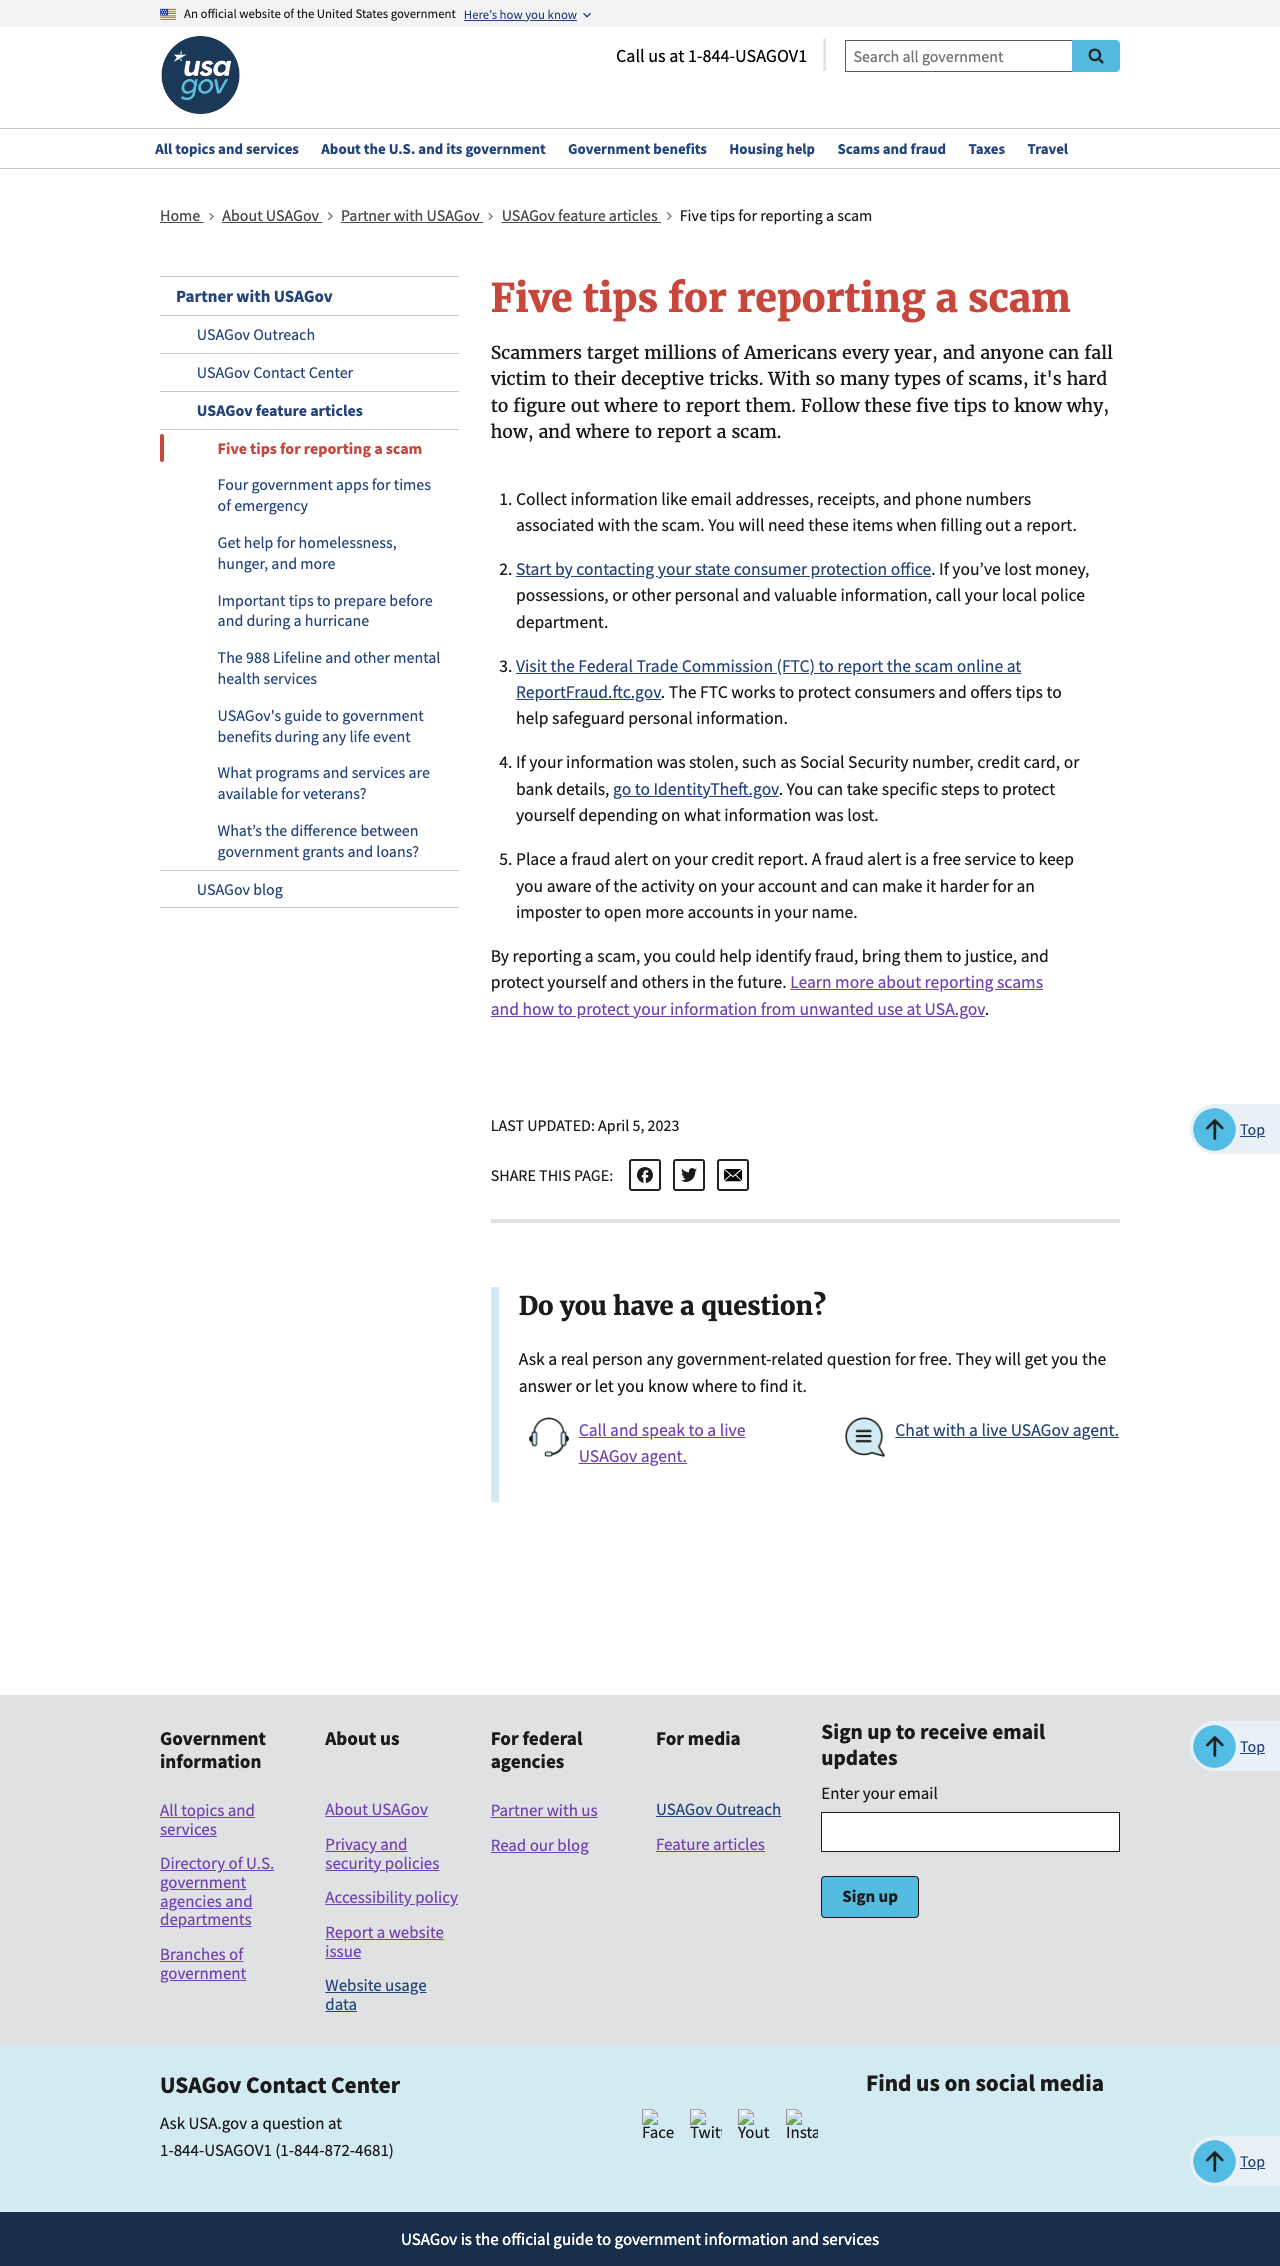 An official website of the United States government Here's how you know
usa
gov
Call us at 1-844-USAGOV1
Search all government
All topics and services About the U.S. and its government Government benefits Housing help Scams and fraud Taxes Travel
Home > About USAGov > Partner with USAGov > USAGov feature articles > Five tips for reporting a scam
Partner with USAGov
USAGov Outreach
USAGov Contact Center
USAGov feature articles
Five tips for reporting a scam
Four government apps for times
of emergency
Get help for homelessness,
hunger, and more
Important tips to prepare before
and during a hurricane
The 988 Lifeline and other mental
health services
USAGov's guide to government
benefits during any life event
What programs and services are
available for veterans?
What’s the difference between
government grants and loans?
USAGov blog
Five tips for reporting a scam
Scammers target millions of Americans every year, and anyone can fall
victim to their deceptive tricks. With so many types of scams, it's hard
to figure out where to report them. Follow these five tips to know why,
how, and where to report a scam.
1. Collect information like email addresses, receipts, and phone numbers
associated with the scam. You will need these items when filling out a report.
2. Start by contacting your state consumer protection office. If you’ve lost money,
possessions, or other personal and valuable information, call your local police
department.
3. Visit the Federal Trade Commission (FTC) to report the scam online at
ReportFraud.ftc.gov. The FTC works to protect consumers and offers tips to
help safeguard personal information.
4. If your information was stolen, such as Social Security number, credit card, or
bank details, go to IdentityTheft.gov. You can take specific steps to protect
yourself depending on what information was lost.
5. Place a fraud alert on your credit report. A fraud alert is a free service to keep
you aware of the activity on your account and can make it harder for an
imposter to open more accounts in your name.
By reporting a scam, you could help identify fraud, bring them to justice, and
protect yourself and others in the future. Learn more about reporting scams
and how to protect your information from unwanted use at USA.gov.
LAST UPDATED: April 5, 2023
Top
SHARE THIS PAGE:
Do you have a question?
Ask a real person any government-related question for free. They will get you the
answer or let you know where to find it.
Call and speak to a live
USAGov agent.
Chat with a live USAGov agent.
Government
information
All topics and
services
Directory of U.S.
government
agencies and
departments
Branches of
government
About us
About USAGov
Privacy and
security policies
Accessibility policy
Report a website
issue
Website usage
data
For federal
agencies
Partner with us
Read our blog
For media
USAGov Outreach
Feature articles
Sign up to receive email
updates
Enter your email
Sign up
Top
USAGov Contact Center
Ask USA.gov a question at
1-844-USAGOV1 (1-844-872-4681)
Find us on social media
Face Twit Yout Insta
Top
USAGov is the official guide to government information and services